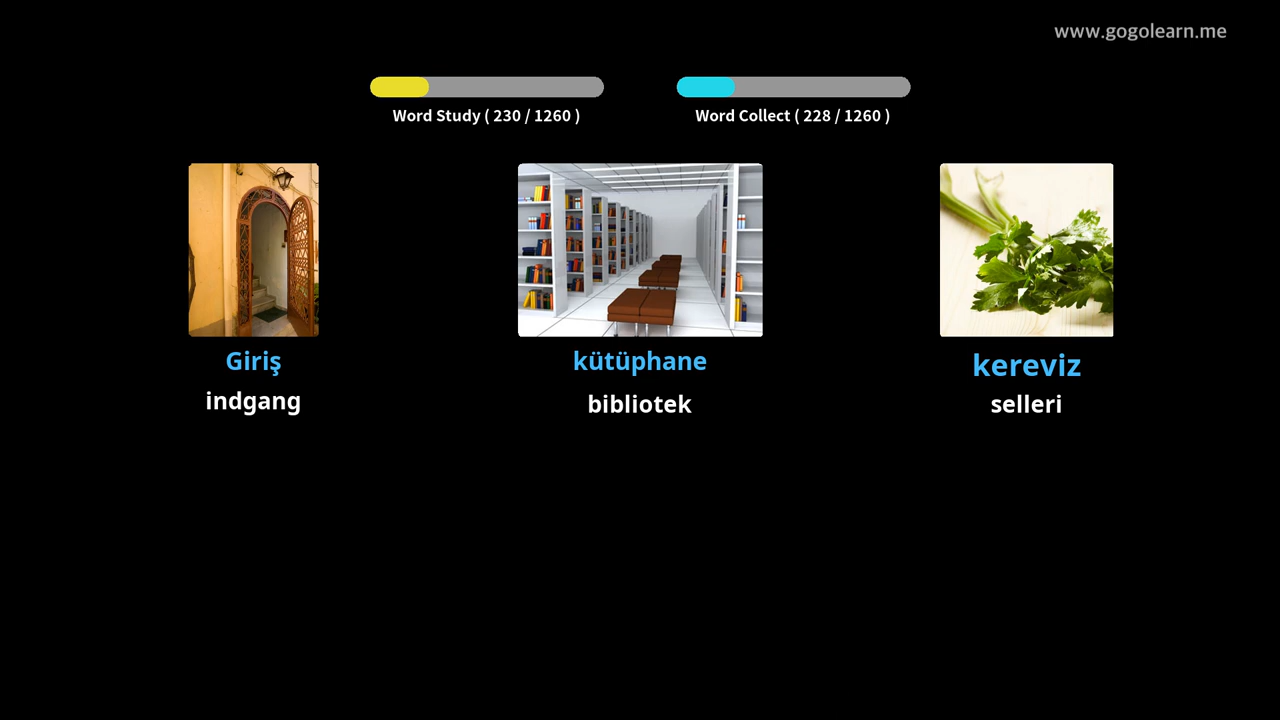 www.gogolearn.me
Word Study ( 230 / 1260 )
Word Collect ( 228 / 1260 )
Giriş
indgang
kütüphane
bibliotek
kereviz
selleri